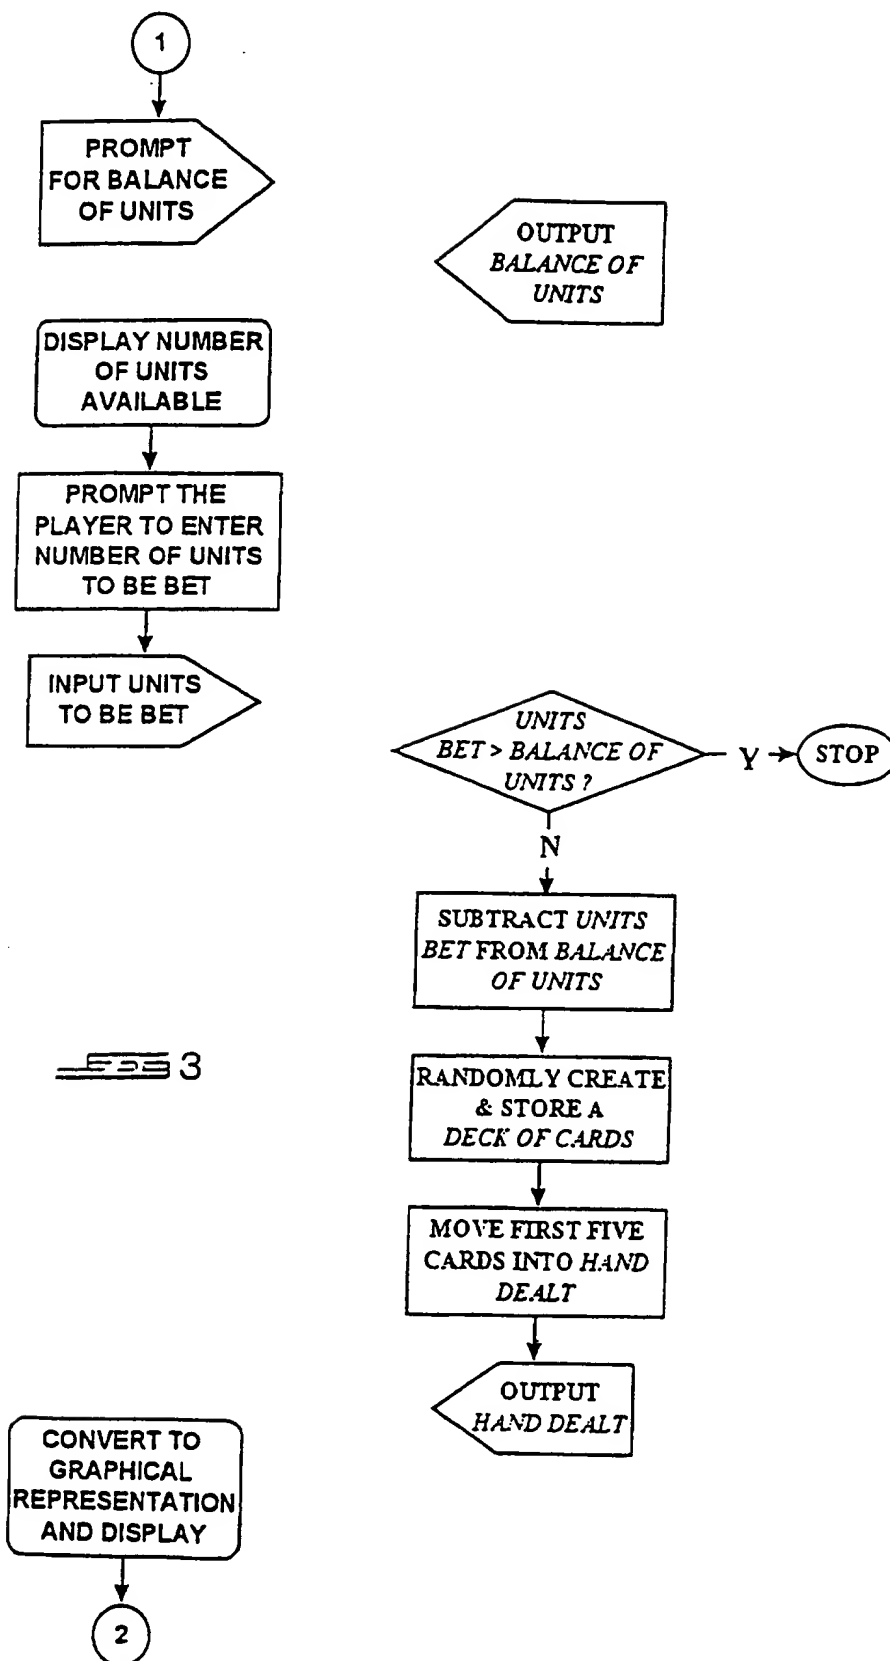 1
PROMPT
FOR BALANCE
OF UNITS
OUTPUT
BALANCE OF
UNITS
DISPLAY NUMBER
OF UNITS
AVAILABLE
PROMPT THE
PLAYER TO ENTER
NUMBER OF UNITS
TO BE BET
INPUT UNITS
TO BE BET
UNITS
BET > BALANCE OF
UNITS ?
Y
STOP
N
SUBTRACT UNITS
BET FROM BALANCE
OF UNITS
3
RANDOMLY CREATE
& STORE A
DECK OF CARDS
MOVE FIRST FIVE
CARDS INTO HAND
DEALT
OUTPUT
HAND DEALT
CONVERT TO
GRAPHICAL
REPRESENTATION
AND DISPLAY
2